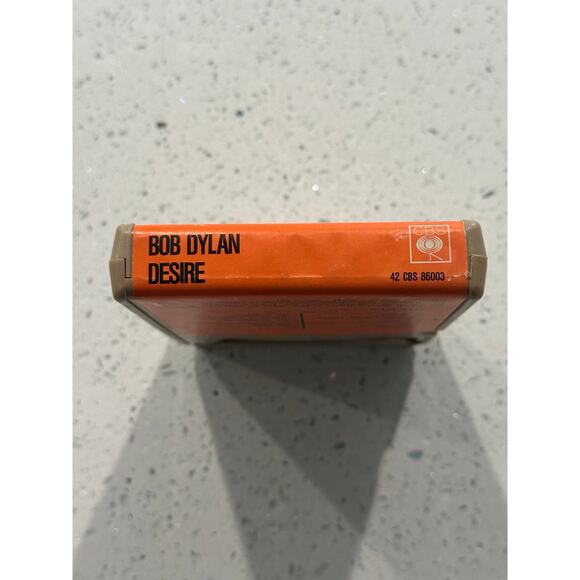 BOB DYLAN
DESIRE
CBS
42 CBS 86003